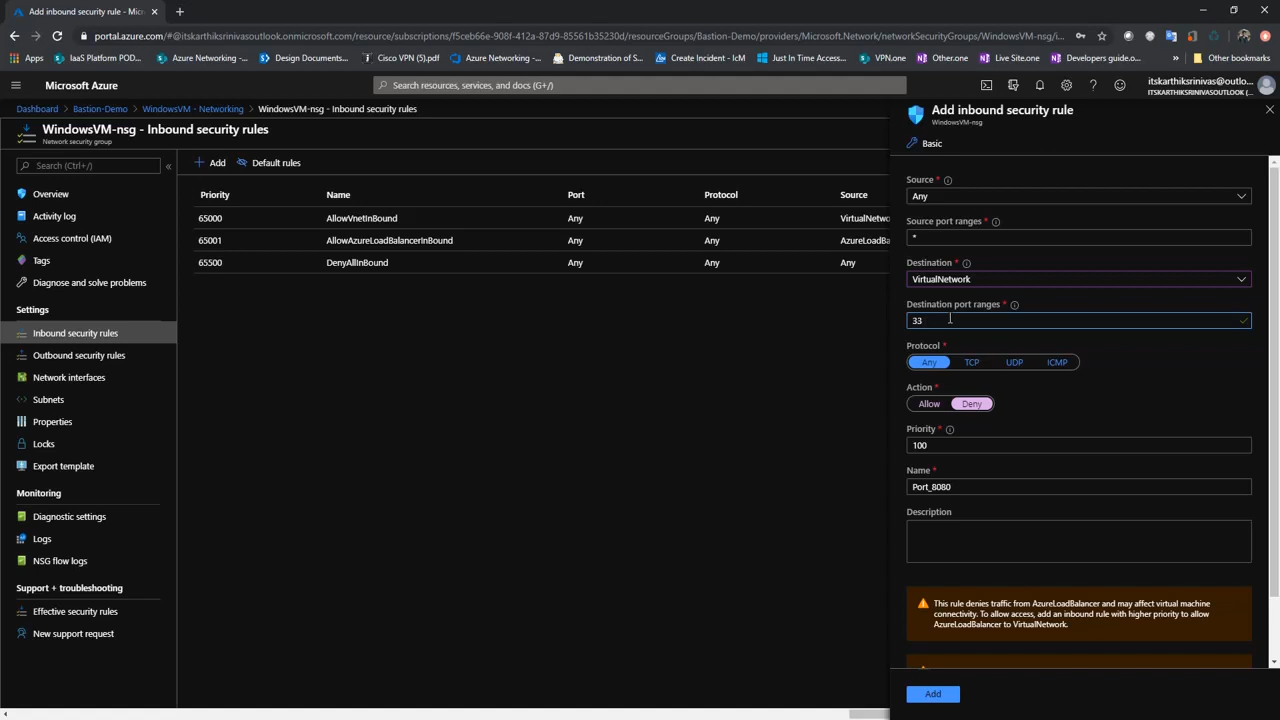 Add inbound security rule - Micr
portal.azure.com/#@itskarthiksrinivasoutlook.onmicrosoft.com/resource/subscriptions/f5ceb66e-908f-412a-87d9-85561b35230d/resourceGroups/Bastion-Demo/providers/Microsoft.Network/networkSecurityGroups/WindowsVM-nsg/i...
Apps
IaaS Platform POD...
Azure Networking -...
Design Documents...
Cisco VPN (5).pdf
Azure Networking -...
Demonstration of S...
Create Incident - IcM
Just In Time Access...
VPN.one
Other.one
Live Site.one
Developers guide.o...
»
Other bookmarks
Microsoft Azure
Search resources, services, and docs (G+/)
itskarthiksrinivas@outlo...
ITSKARTHIKSRINIVASOUTLOOK (...
Dashboard > Bastion-Demo > WindowsVM - Networking > WindowsVM-nsg - Inbound security rules
WindowsVM-nsg - Inbound security rules
Network security group
Search (Ctrl+/)
«
Overview
Activity log
Access control (IAM)
Tags
Diagnose and solve problems
Settings
Inbound security rules
Outbound security rules
Network interfaces
Subnets
Properties
Locks
Export template
Monitoring
Diagnostic settings
Logs
NSG flow logs
Support + troubleshooting
Effective security rules
New support request
+ Add Default rules
Priority Name Port Protocol Source
65000 AllowVnetInBound Any Any VirtualNetwo
65001 AllowAzureLoadBalancerInBound Any Any AzureLoadBa
65500 DenyAllInBound Any Any Any
Add inbound security rule
WindowsVM-nsg
Basic
Source *
Any
Source port ranges *
*
Destination *
VirtualNetwork
Destination port ranges *
33
Protocol *
Any TCP UDP ICMP
Action *
Allow Deny
Priority *
100
Name *
Port_8080
Description
This rule denies traffic from AzureLoadBalancer and may affect virtual machine
connectivity. To allow access, add an inbound rule with higher priority to allow
AzureLoadBalancer to VirtualNetwork.
Add